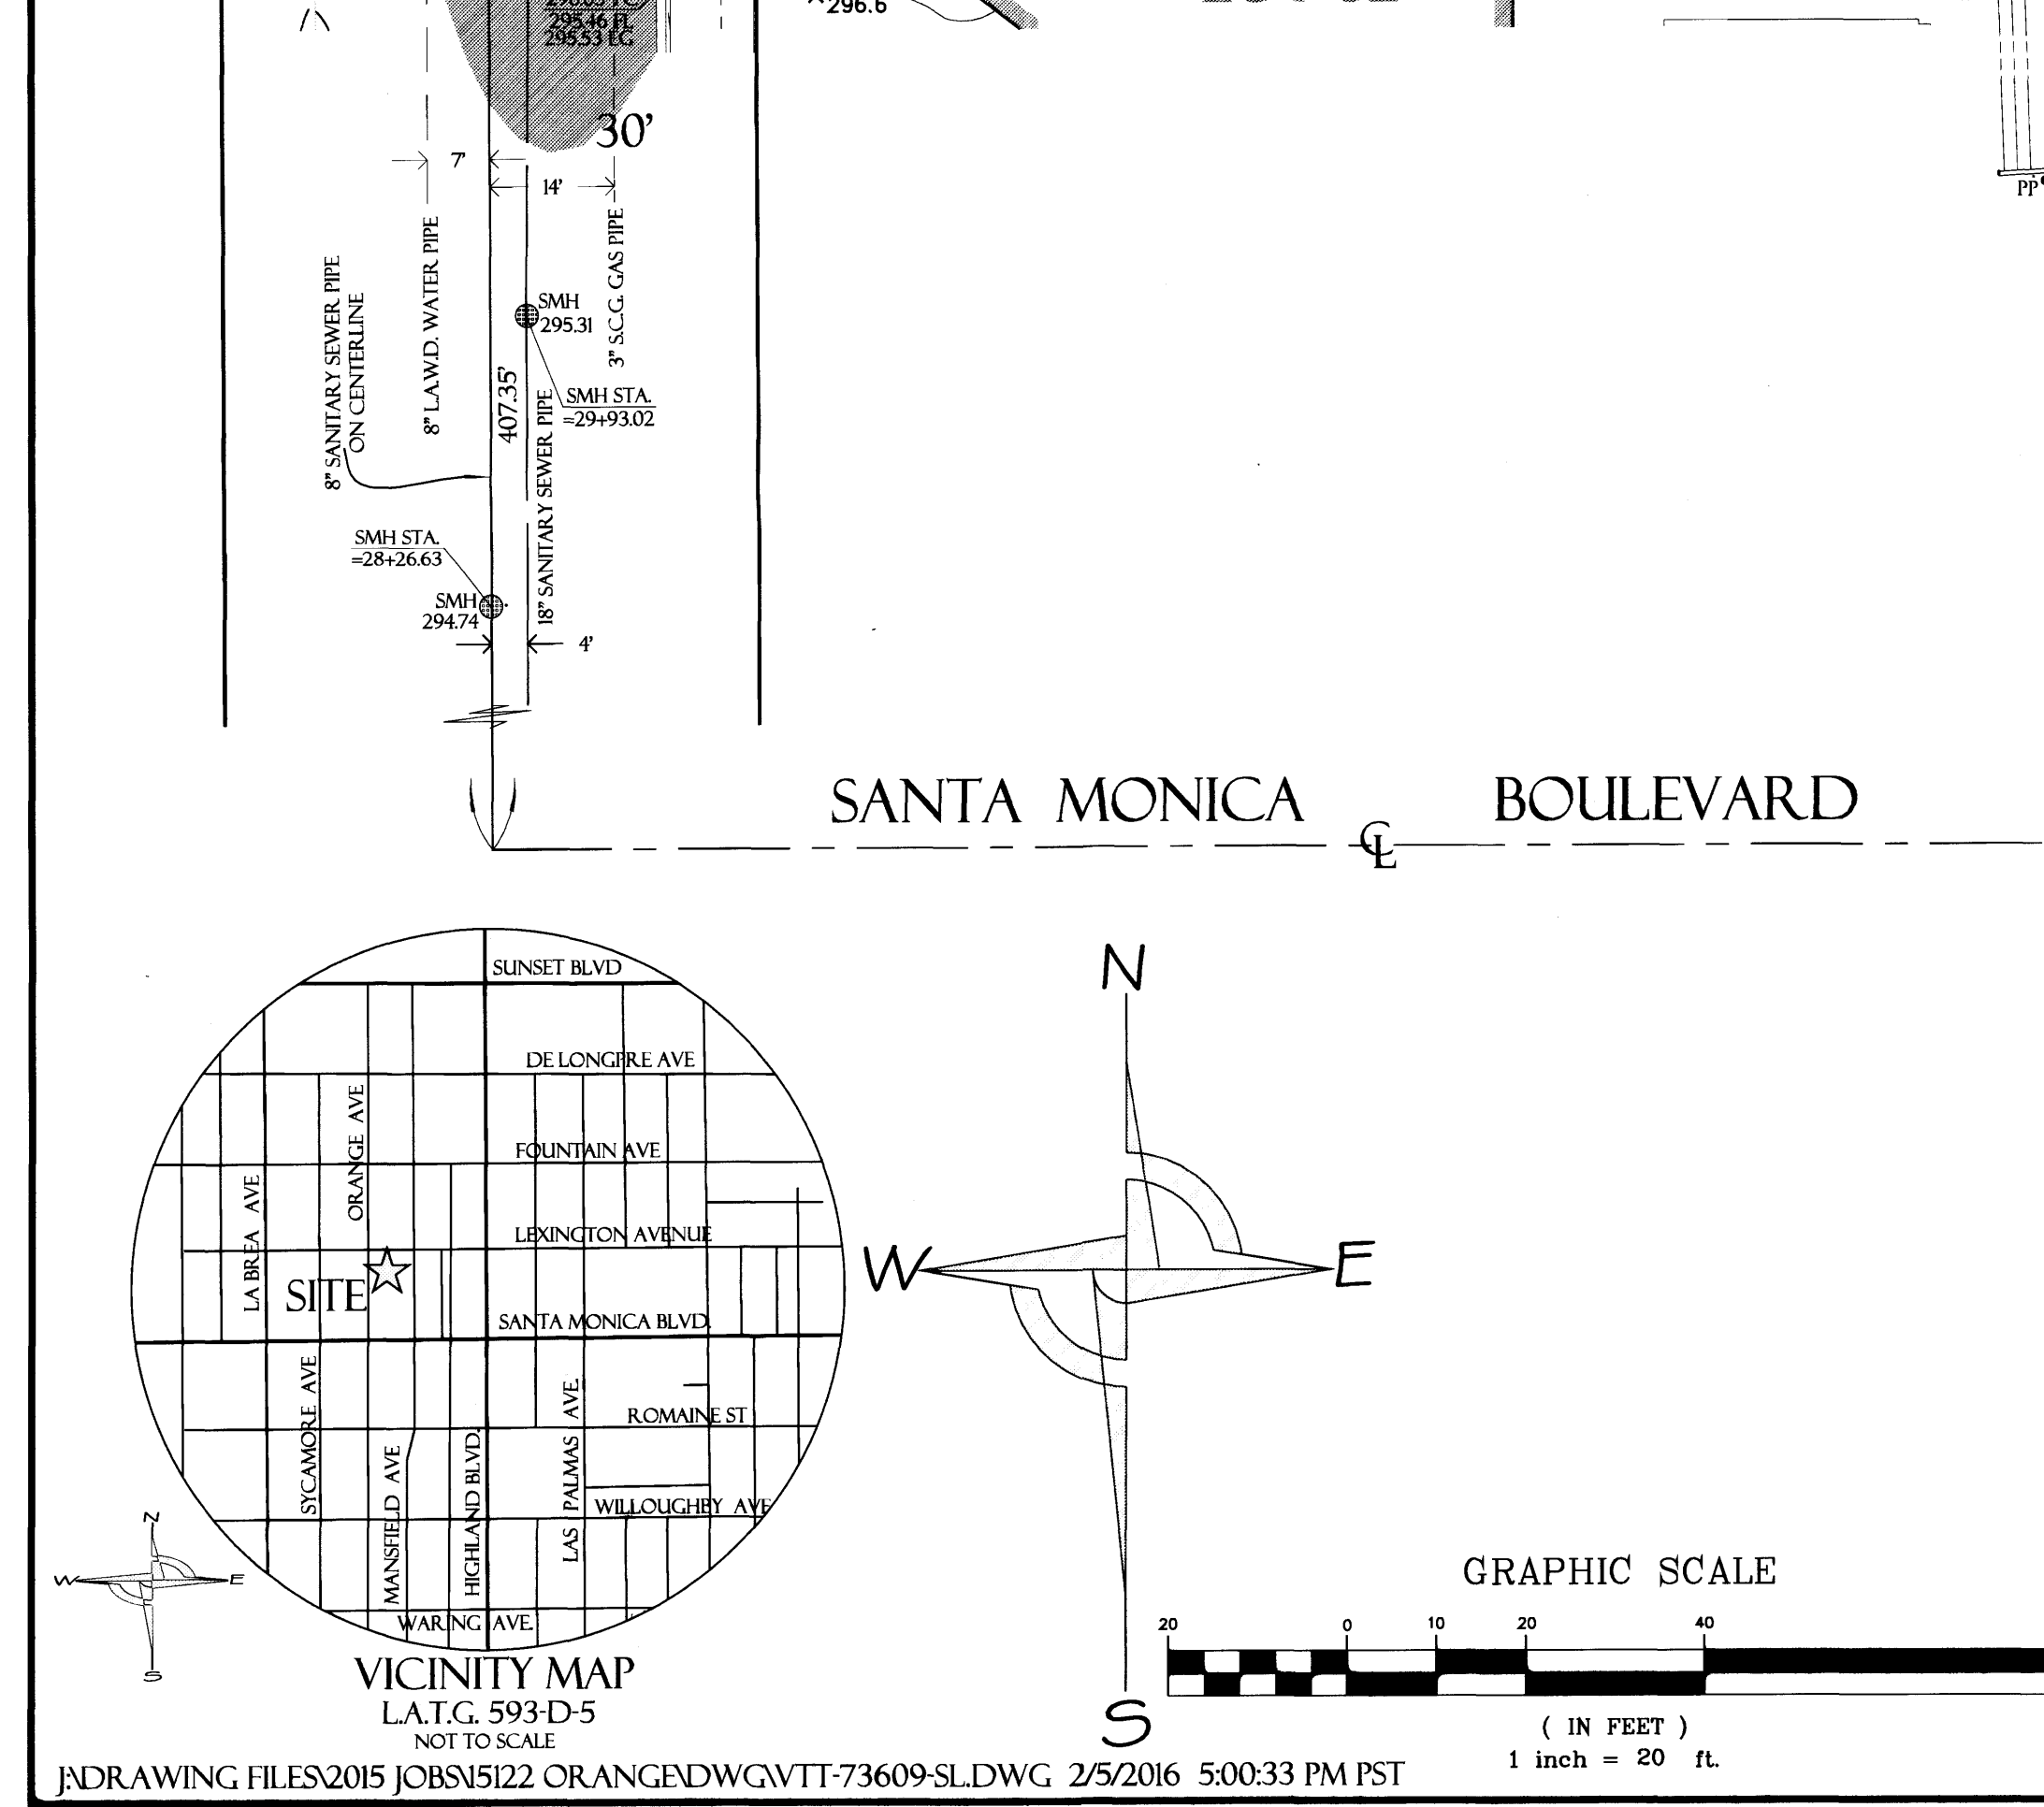 295.46 FL
295.53 EG
296.6
30'
7'
14'
PP
8" SANITARY SEWER PIPE
ON CENTERLINE
8" L.A.W.D. WATER PIPE
3" S.C.G. GAS PIPE
SMH
295.31
407.35'
SMH STA.
=29+93.02
18" SANITARY SEWER PIPE
SMH STA.
=28+26.63
SMH
294.74
4'
SANTA MONICA BOULEVARD
CL
SUNSET BLVD
DE LONGPRE AVE
ORANGE AVE
FOUNTAIN AVE
LA BREA AVE
LEXINGTON AVENUE
SITE
SANTA MONICA BLVD.
SYCAMORE AVE
MANSFIELD AVE
HIGHLAND BLVD.
LAS PALMAS AVE.
ROMAINE ST
WILLOUGHBY AVE
WARING AVE.
N
W
E
S
N
W
E
S
VICINITY MAP
L.A.T.G. 593-D-5
NOT TO SCALE
GRAPHIC SCALE
20 0 10 20 40
( IN FEET )
1 inch = 20 ft.
J:\DRAWING FILES\2015 JOBS\15122 ORANGE\DWG\VTT-73609-SL.DWG 2/5/2016 5:00:33 PM PST